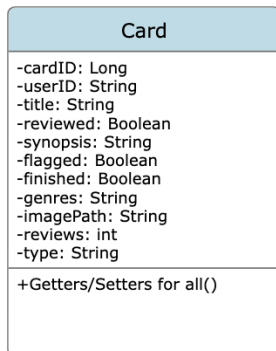 Card
-cardID: Long
-userID: String
-title: String
-reviewed: Boolean
-synopsis: String
-flagged: Boolean
-finished: Boolean
-genres: String
-imagePath: String
-reviews: int
-type: String
+Getters/Setters for all()